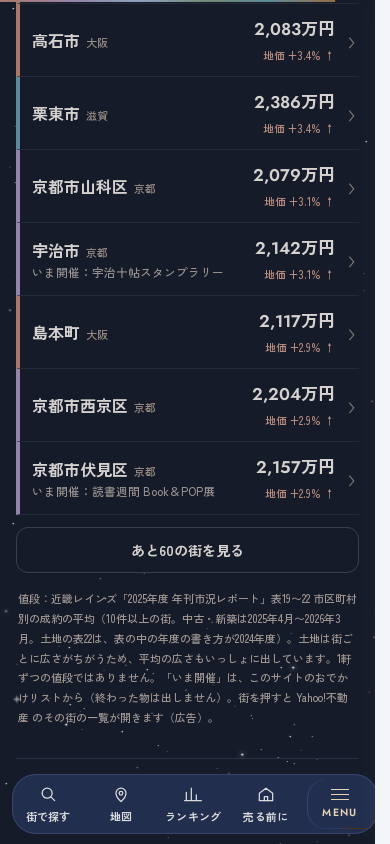 高石市 大阪
2,083万円
地価 +3.4% ↑
栗東市 滋賀
2,386万円
地価 +3.4% ↑
京都市山科区 京都
2,079万円
地価 +3.1% ↑
宇治市 京都
いま開催：宇治十帖スタンプラリー
2,142万円
地価 +3.1% ↑
島本町 大阪
2,117万円
地価 +2.9% ↑
京都市西京区 京都
2,204万円
地価 +2.9% ↑
京都市伏見区 京都
いま開催：読書週間 Book＆POP展
2,157万円
地価 +2.9% ↑
あと60の街を見る
値段：近畿レインズ「2025年度 年刊市況レポート」表19〜22 市区町村
別の成約の平均（10件以上の街。中古・新築は2025年4月〜2026年3
月。土地の表22は、表の中の年度の書き方が2024年度）。土地は街ご
とに広さがちがうため、平均の広さもいっしょに出しています。1軒
ずつの値段ではありません。「いま開催」は、このサイトのおでか
けリストから（終わった物は出しません）。街を押すと Yahoo!不動
産 のその街の一覧が開きます（広告）。
街で探す
地図
ランキング
売る前に
MENU